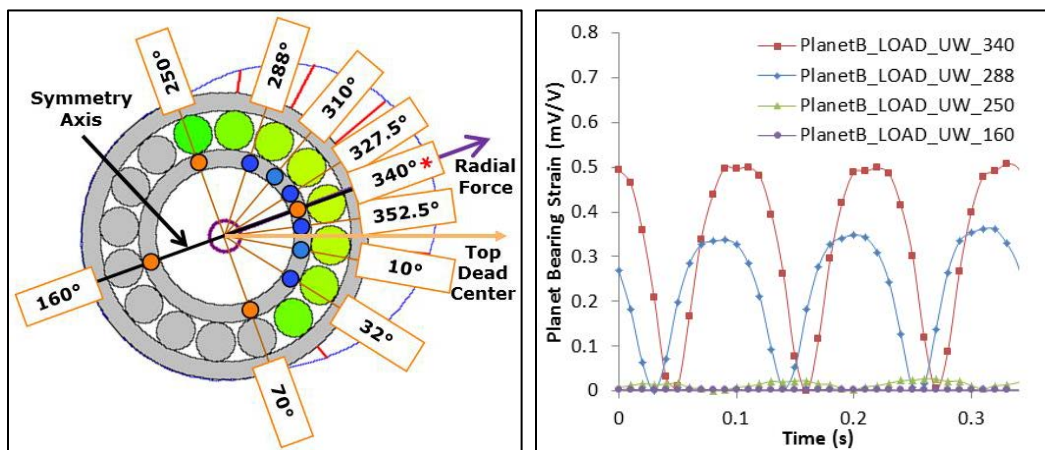 250°
288°
310°
327.5°
340°*
Radial
Force
352.5°
Top
Dead
Center
10°
32°
70°
160°
Symmetry
Axis
Planet Bearing Strain (mV/V)
0.8
0.7
0.6
0.5
0.4
0.3
0.2
0.1
0
PlanetB_LOAD_UW_340
PlanetB_LOAD_UW_288
PlanetB_LOAD_UW_250
PlanetB_LOAD_UW_160
0 0.1 0.2 0.3
Time (s)